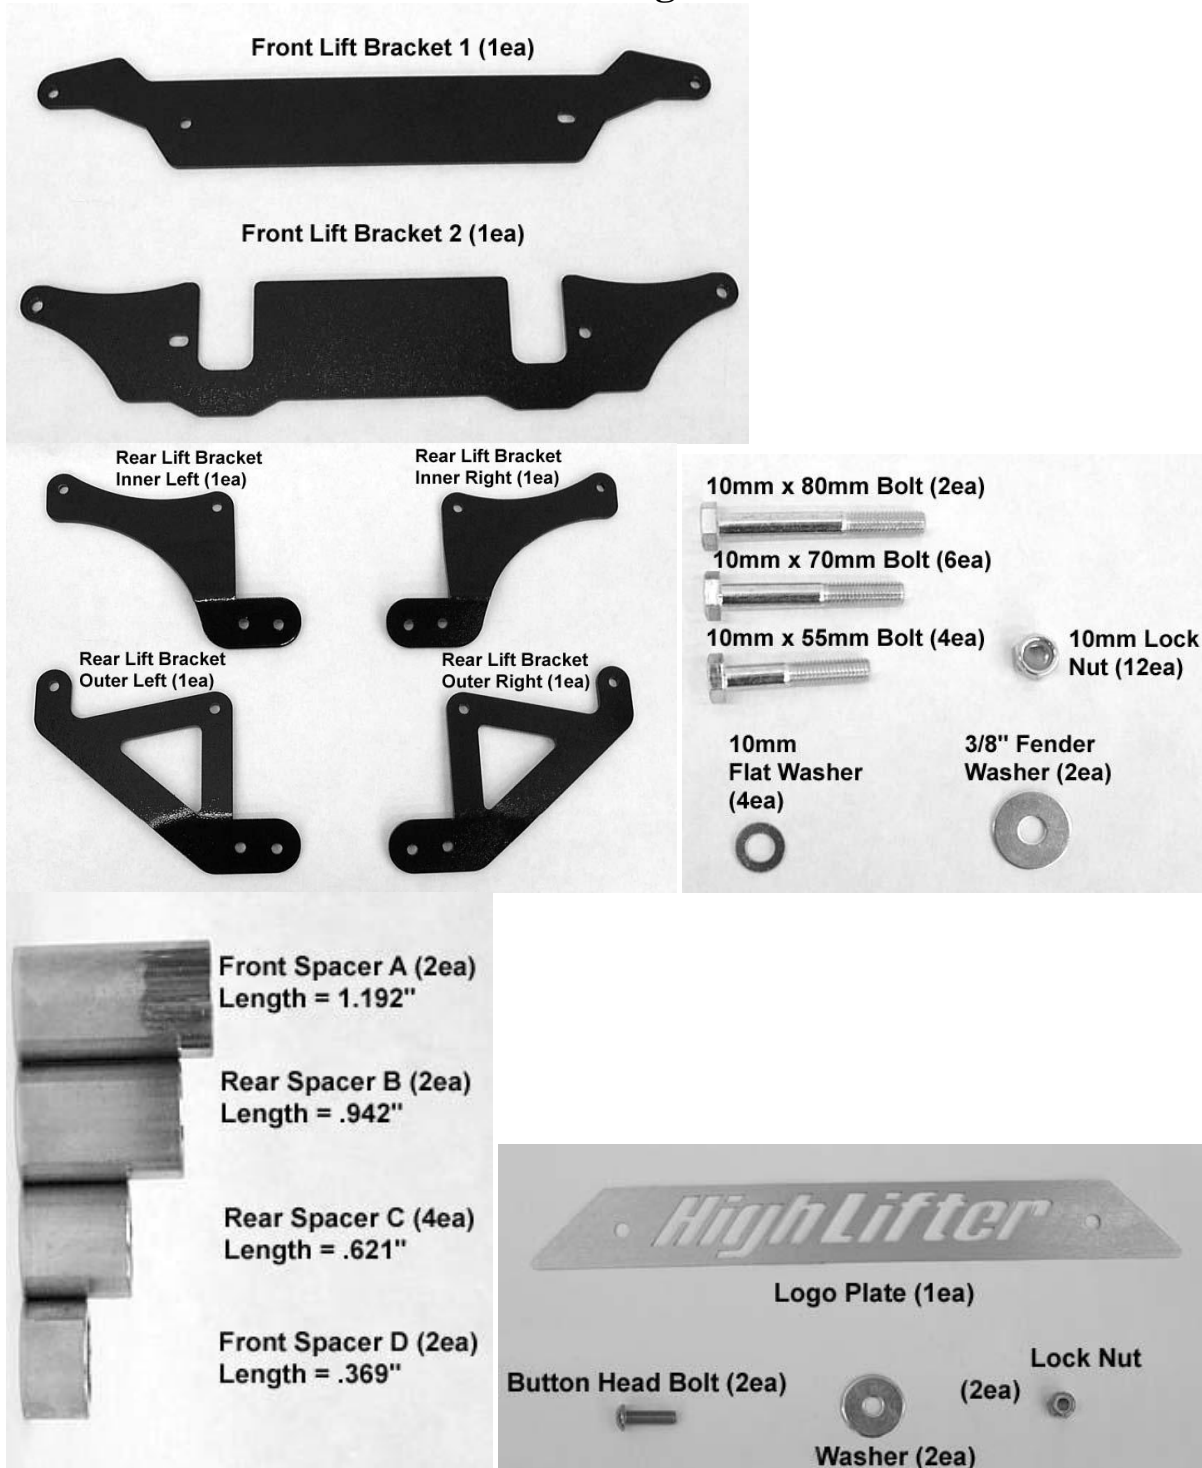 Front Lift Bracket 1 (1ea)
Front Lift Bracket 2 (1ea)
Rear Lift Bracket
Inner Left (1ea)
Rear Lift Bracket
Inner Right (1ea)
Rear Lift Bracket
Outer Left (1ea)
Rear Lift Bracket
Outer Right (1ea)
10mm x 80mm Bolt (2ea)
10mm x 70mm Bolt (6ea)
10mm x 55mm Bolt (4ea)
10mm Lock
Nut (12ea)
10mm
Flat Washer
(4ea)
3/8" Fender
Washer (2ea)
Front Spacer A (2ea)
Length = 1.192"
Rear Spacer B (2ea)
Length = .942"
Rear Spacer C (4ea)
Length = .621"
Front Spacer D (2ea)
Length = .369"
HighLifter
Logo Plate (1ea)
Button Head Bolt (2ea)
Washer (2ea)
Lock Nut
(2ea)